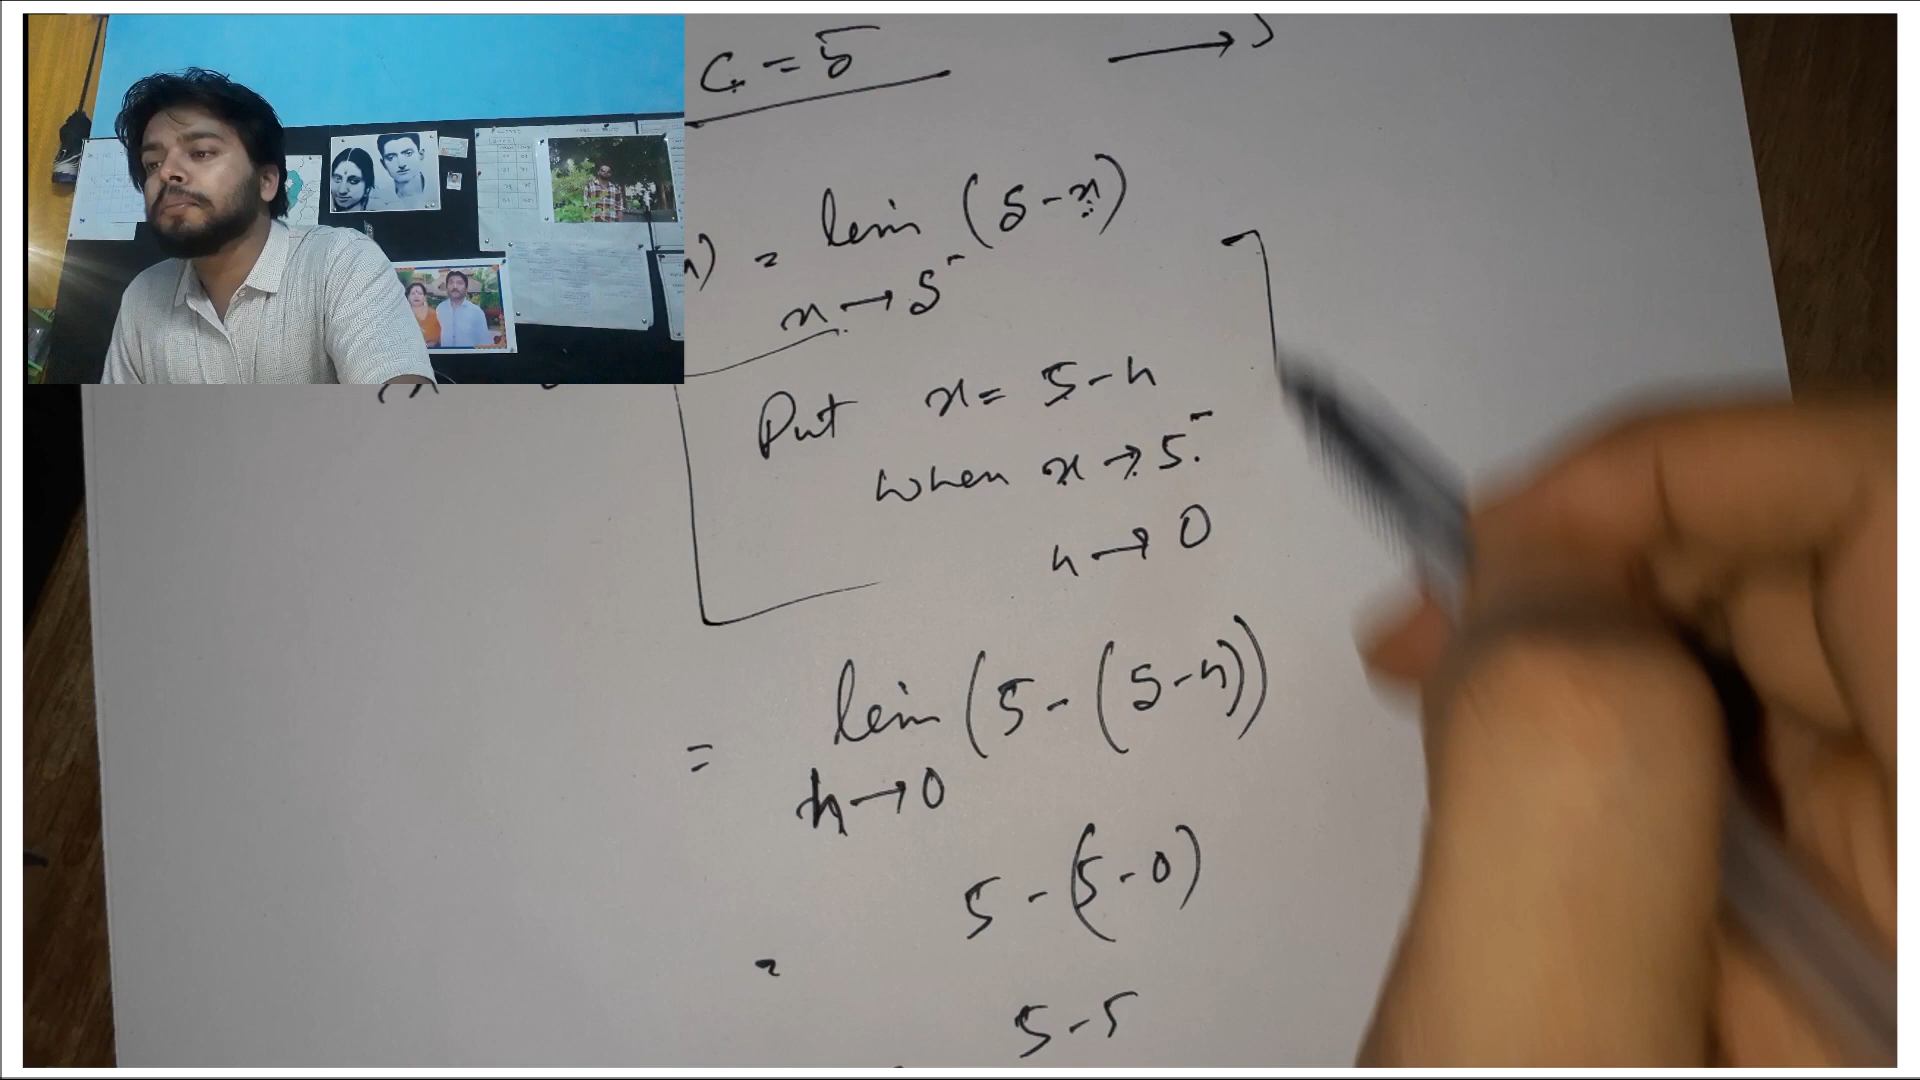 C = 5
) = lim (5-x)
x→5⁻
Put x = 5-h
when x→5⁻
h→0
= lim (5-(5-h))
h→0
5-(5-0)
=
5-5